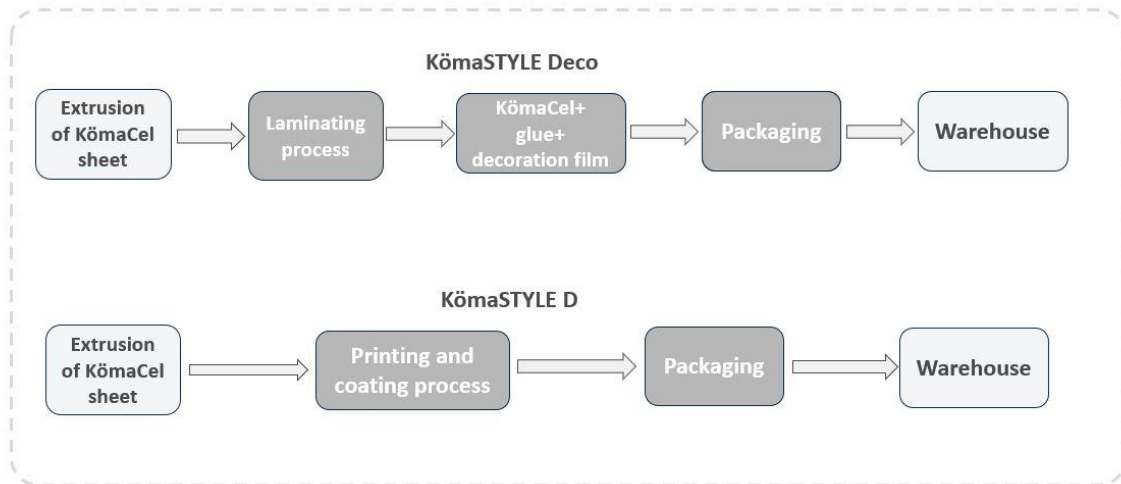 KömaSTYLE Deco
Extrusion
of KömaCel
sheet
Laminating
process
KömaCel+
glue+
decoration film
Packaging
Warehouse
KömaSTYLE D
Extrusion
of KömaCel
sheet
Printing and
coating process
Packaging
Warehouse